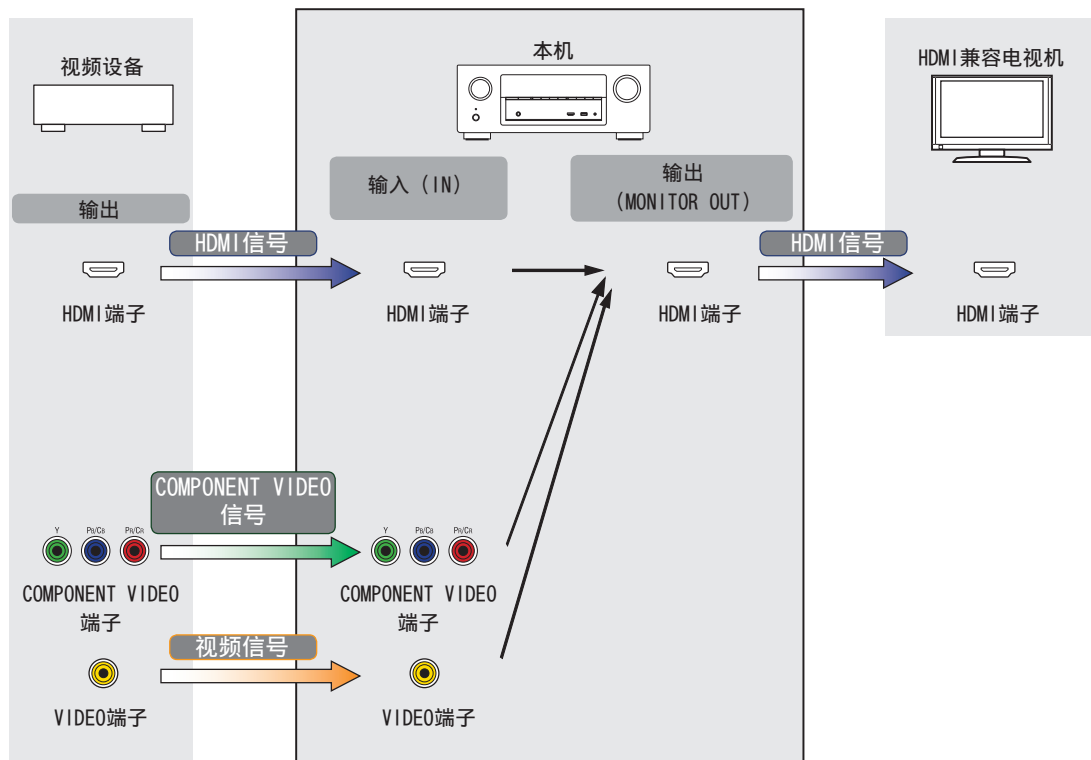 视频设备
本机
HDMI兼容电视机
输出
输入（IN）
输出
（MONITOR OUT）
HDMI信号
HDMI信号
HDMI端子
HDMI端子
HDMI端子
HDMI端子
COMPONENT VIDEO
信号
Y
PB/CB
PR/CR
Y
PB/CB
PR/CR
COMPONENT VIDEO
端子
COMPONENT VIDEO
端子
视频信号
VIDEO端子
VIDEO端子